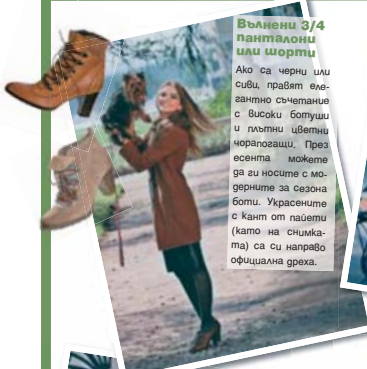 Вълнени 3/4
панталони
или шорти
Ако са черни или
сиви, правят еле-
гантно съчетание
с високи ботуши
и плътни цветни
чорапогащи. През
есента можете
да ги носите с мо-
дерните за сезона
боти. Украсените
с кант от пайети
(като на снимка-
та) са си направо
официална дреха.